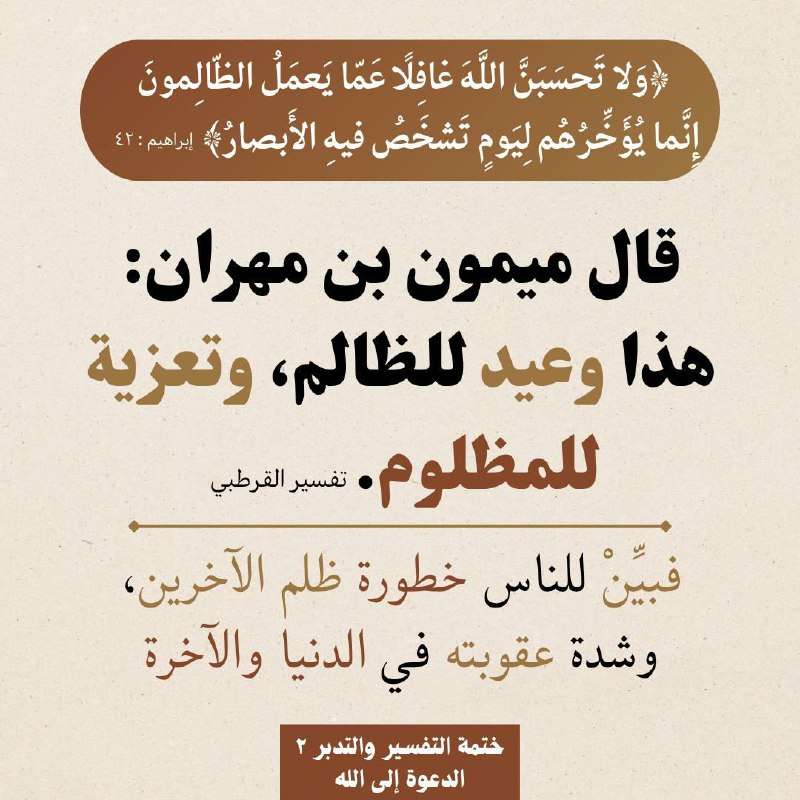 ﴿وَلا تَحسَبَنَّ اللَّهَ غافِلًا عَمّا يَعمَلُ الظّالِمونَ
إِنَّما يُؤَخِّرُهُم لِيَومٍ تَشخَصُ فيهِ الأَبصارُ﴾ إبراهيم : ٤٢
قال ميمون بن مهران:
هذا وعيد للظالم، وتعزية
للمظلوم. تفسير القرطبي
فبيِّنْ للناس خطورة ظلم الآخرين،
وشدة عقوبته في الدنيا والآخرة
ختمة التفسير والتدبر ٢
الدعوة إلى الله